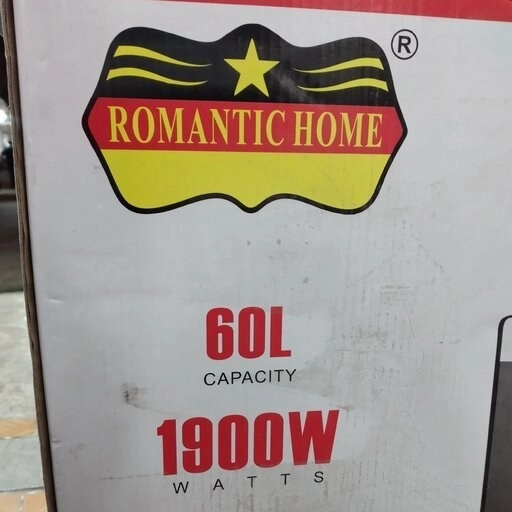 ®
ROMANTIC HOME
60L
CAPACITY
1900W
WATTS